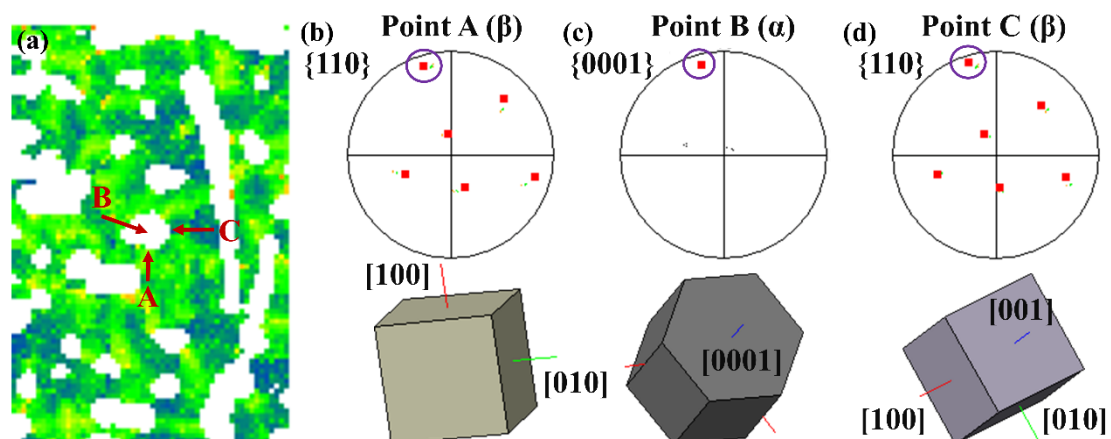 (a)
B
C
A
(b) Point A (β)
{110}
[100]
[010]
(c) Point B (α)
{0001}
[0001]
(d) Point C (β)
{110}
[001]
[100]
[010]